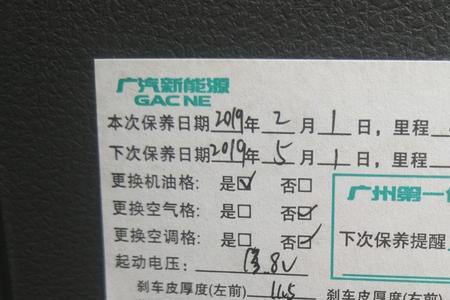 广汽新能源
GAC NE
本次保养日期2019年2月1日，里程
下次保养日期2019年5月1日，里程
更换机油格： 是☑ 否□
更换空气格： 是□ 否☑
更换空调格： 是□ 否☑
广州第一
下次保养提醒
起动电压： 8V
刹车皮厚度(左前)
刹车皮厚度(右前)